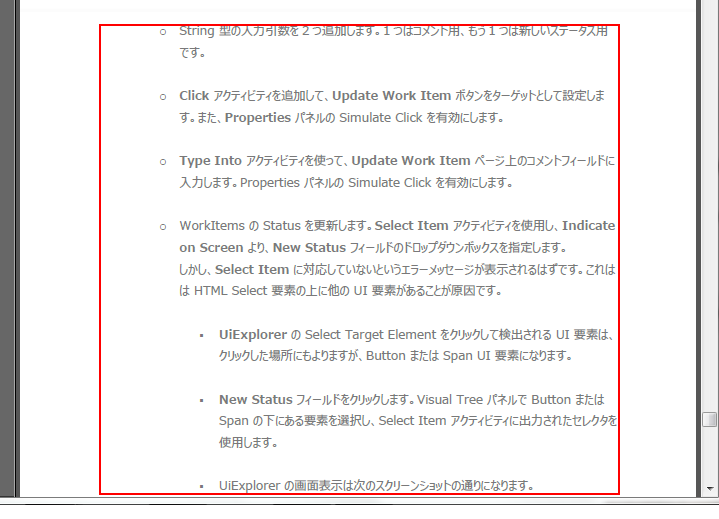 ○ String 型の入力引数を２つ追加します。１つはコメント用、もう１つは新しいステータス用
です。
○ Click アクティビティを追加して、Update Work Item ボタンをターゲットとして設定しま
す。また、Properties パネルの Simulate Click を有効にします。
○ Type Into アクティビティを使って、Update Work Item ページ上のコメントフィールドに
入力します。Properties パネルの Simulate Click を有効にします。
○ WorkItems の Status を更新します。Select Item アクティビティを使用し、Indicate
on Screen より、New Status フィールドのドロップダウンボックスを指定します。
しかし、Select Item に対応していないというエラーメッセージが表示されるはずです。これは
は HTML Select 要素の上に他の UI 要素があることが原因です。
▪ UiExplorer の Select Target Element をクリックして検出される UI 要素は、
クリックした場所にもよりますが、Button または Span UI 要素になります。
▪ New Status フィールドをクリックします。Visual Tree パネルで Button または
Span の下にある要素を選択し、Select Item アクティビティに出力されたセレクタを
使用します。
▪ UiExplorer の画面表示は次のスクリーンショットの通りになります。